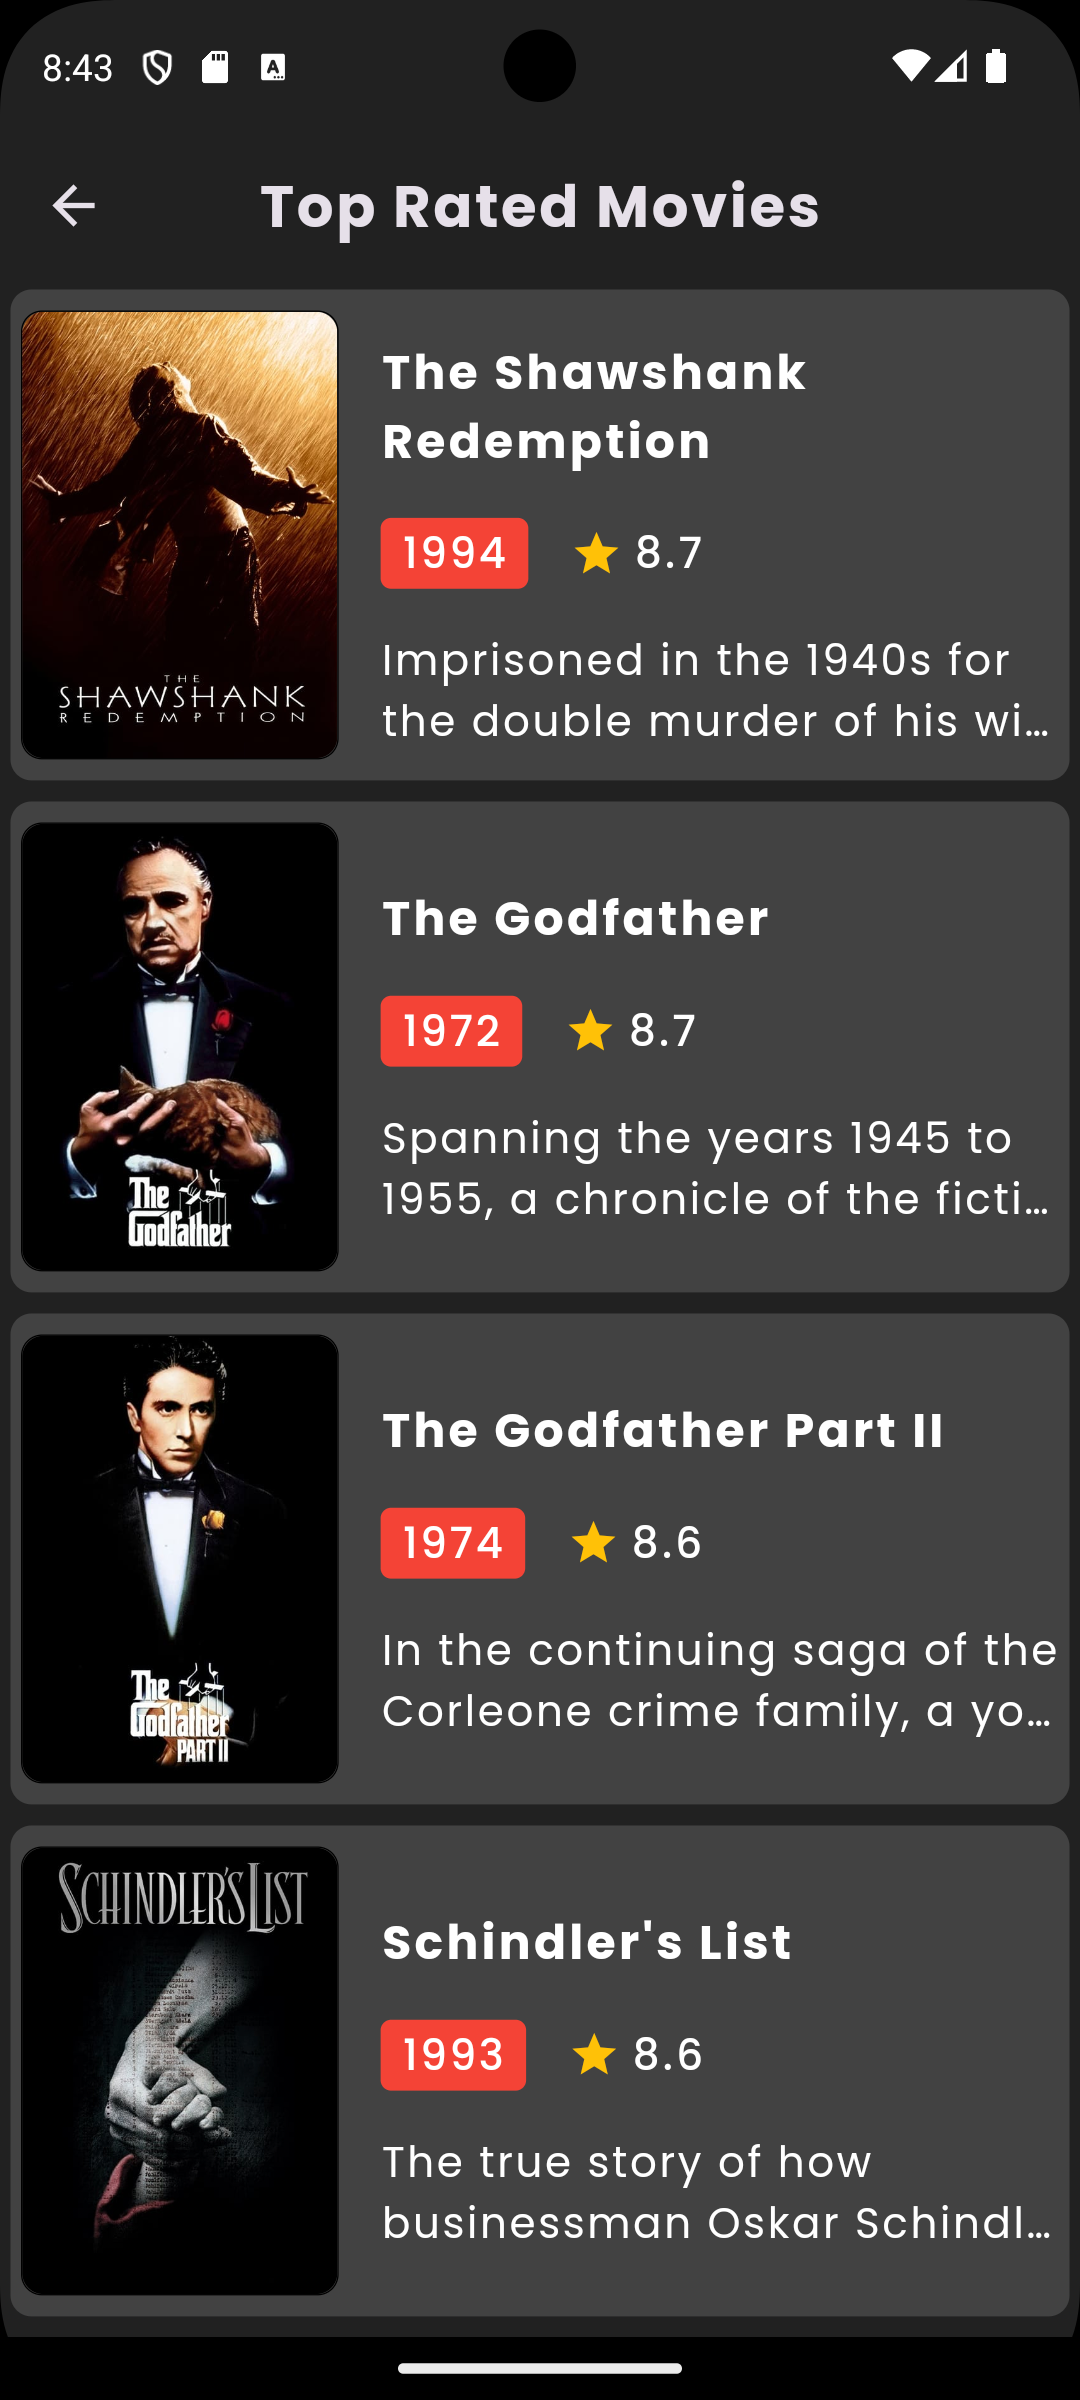 8:43
Top Rated Movies
THE
SHAWSHANK
REDEMPTION
The Shawshank
Redemption
1994
8.7
Imprisoned in the 1940s for
the double murder of his wi...
The
Godfather
The Godfather
1972
8.7
Spanning the years 1945 to
1955, a chronicle of the ficti...
The
Godfather
PART II
The Godfather Part II
1974
8.6
In the continuing saga of the
Corleone crime family, a yo...
SCHINDLER'S LIST
Schindler's List
1993
8.6
The true story of how
businessman Oskar Schindl...